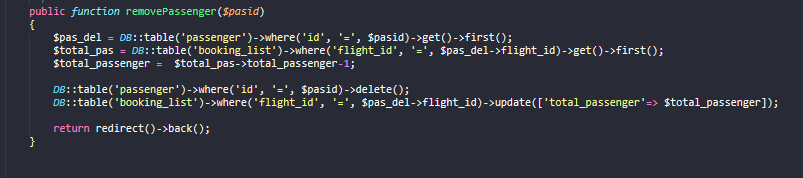 public function removePassenger($pasid)
{
$pas_del = DB::table('passenger')->where('id', '=', $pasid)->get()->first();
$total_pas = DB::table('booking_list')->where('flight_id', '=', $pas_del->flight_id)->get()->first();
$total_passenger =  $total_pas->total_passenger-1;
DB::table('passenger')->where('id', '=', $pasid)->delete();
DB::table('booking_list')->where('flight_id', '=', $pas_del->flight_id)->update(['total_passenger'=> $total_passenger]);
return redirect()->back();
}